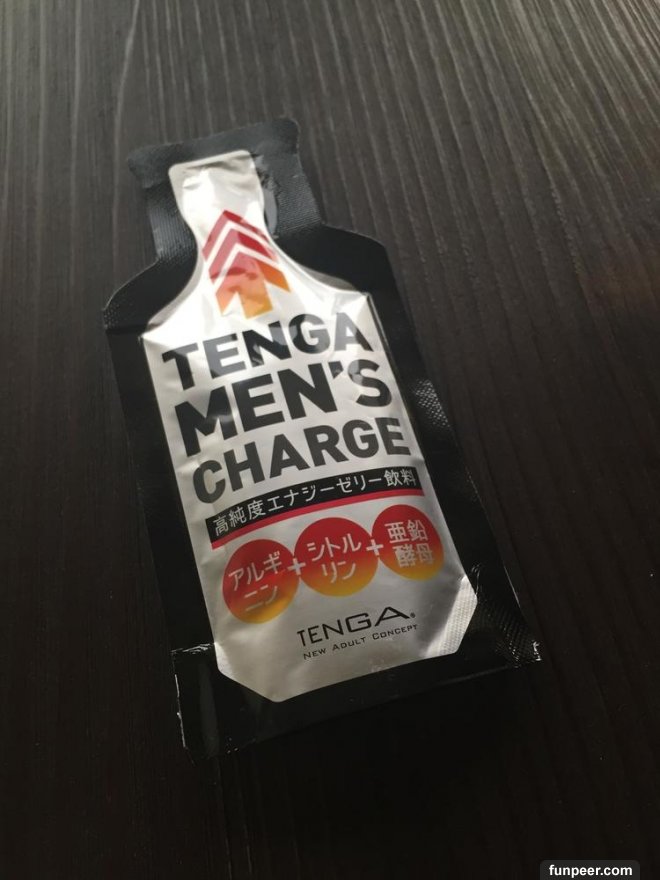 TENGA
MEN'S
CHARGE
高純度エナジーゼリー飲料
アルギ
ニン
+
シトル
リン
+
亜鉛
酵母
TENGA®
NEW ADULT CONCEPT
funpeer.com